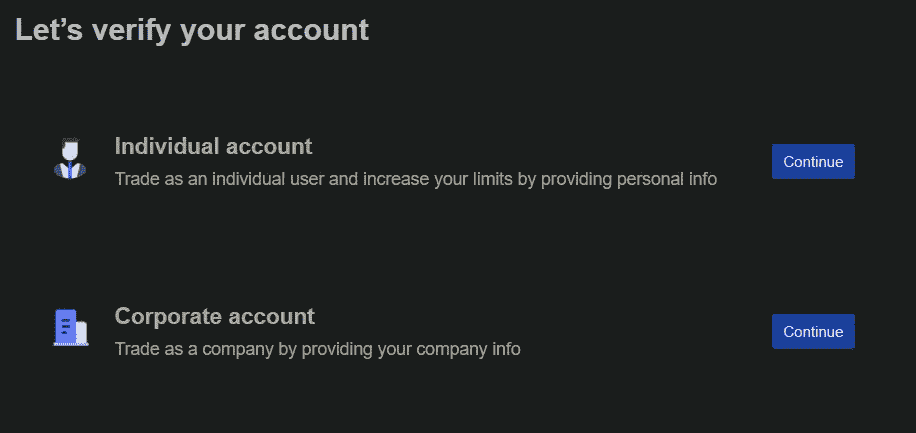 Let’s verify your account
Individual account
Trade as an individual user and increase your limits by providing personal info
Continue
Corporate account
Trade as a company by providing your company info
Continue